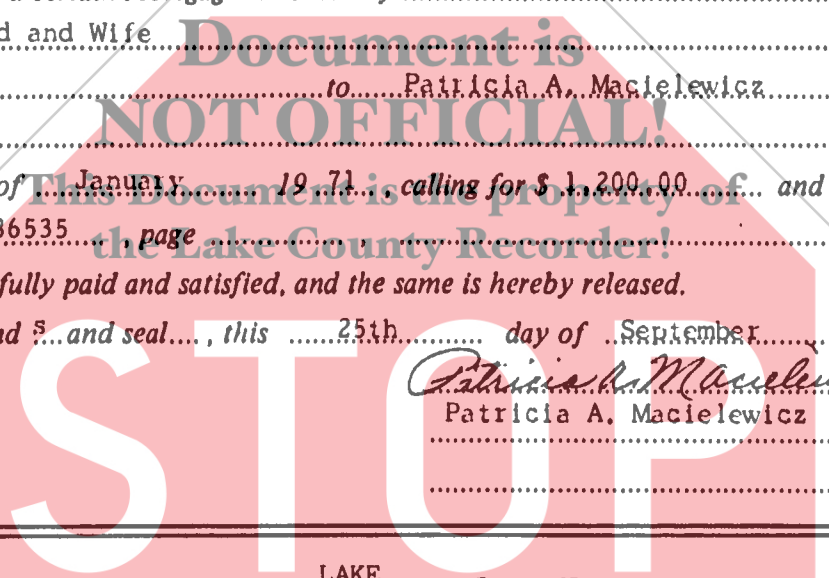 d and Wife
Document is
to Patricia A. Macielewicz
NOT OFFICIAL!
of January 19 71, calling for $ 1,200.00 and
This Document is the property of
36535, page ,
the Lake County Recorder!
fully paid and satisfied, and the same is hereby released.
nd s and seal...., this 25th day of September
Patricia A. Maciele
Patricia A. Macielewicz
STOP
LAKE